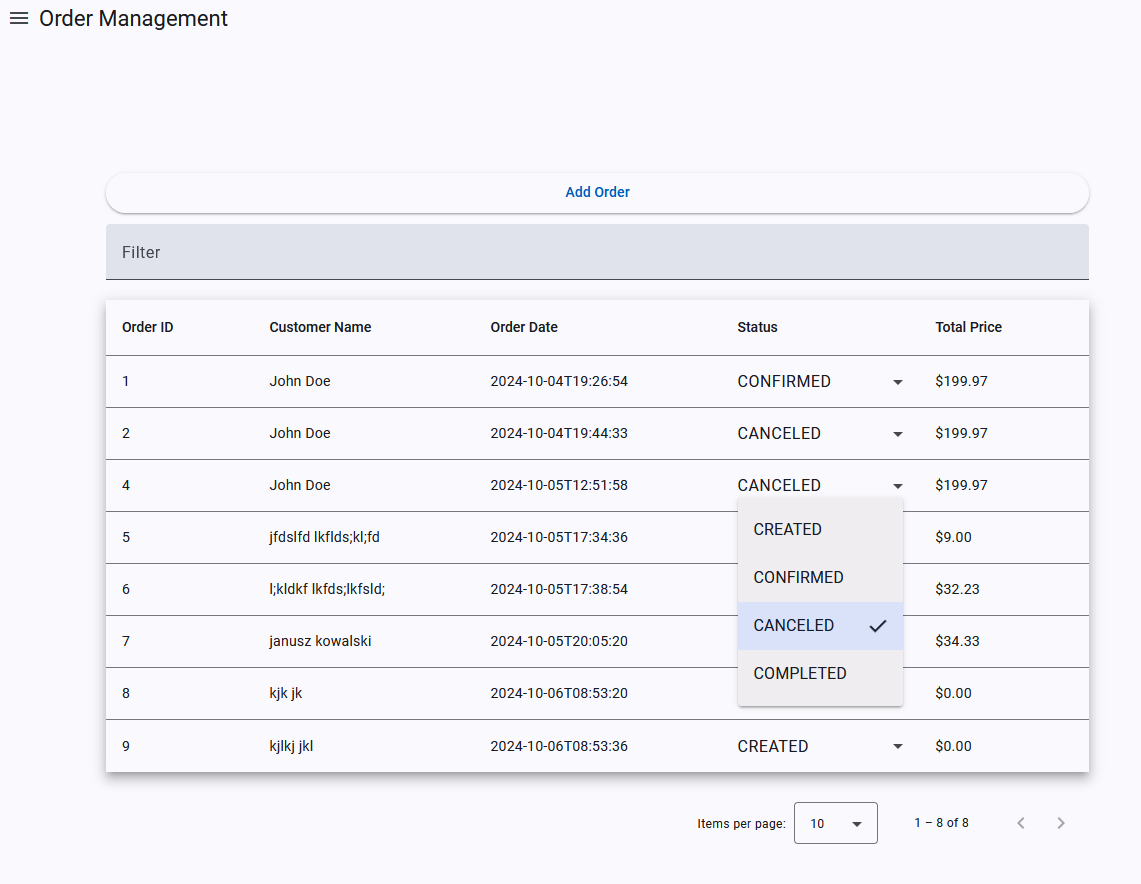 Order Management
Add Order
Filter
Order ID Customer Name Order Date Status Total Price
1 John Doe 2024-10-04T19:26:54 CONFIRMED $199.97
2 John Doe 2024-10-04T19:44:33 CANCELED $199.97
4 John Doe 2024-10-05T12:51:58 CANCELED $199.97
CREATED
5 jfdslfd lkflds;kl;fd 2024-10-05T17:34:36 $9.00
CONFIRMED
6 l;kldkf lkfds;lkfsld; 2024-10-05T17:38:54 $32.23
CANCELED
7 janusz kowalski 2024-10-05T20:05:20 $34.33
COMPLETED
8 kjk jk 2024-10-06T08:53:20 $0.00
9 kjlkj jkl 2024-10-06T08:53:36 CREATED $0.00
Items per page: 10 1 – 8 of 8